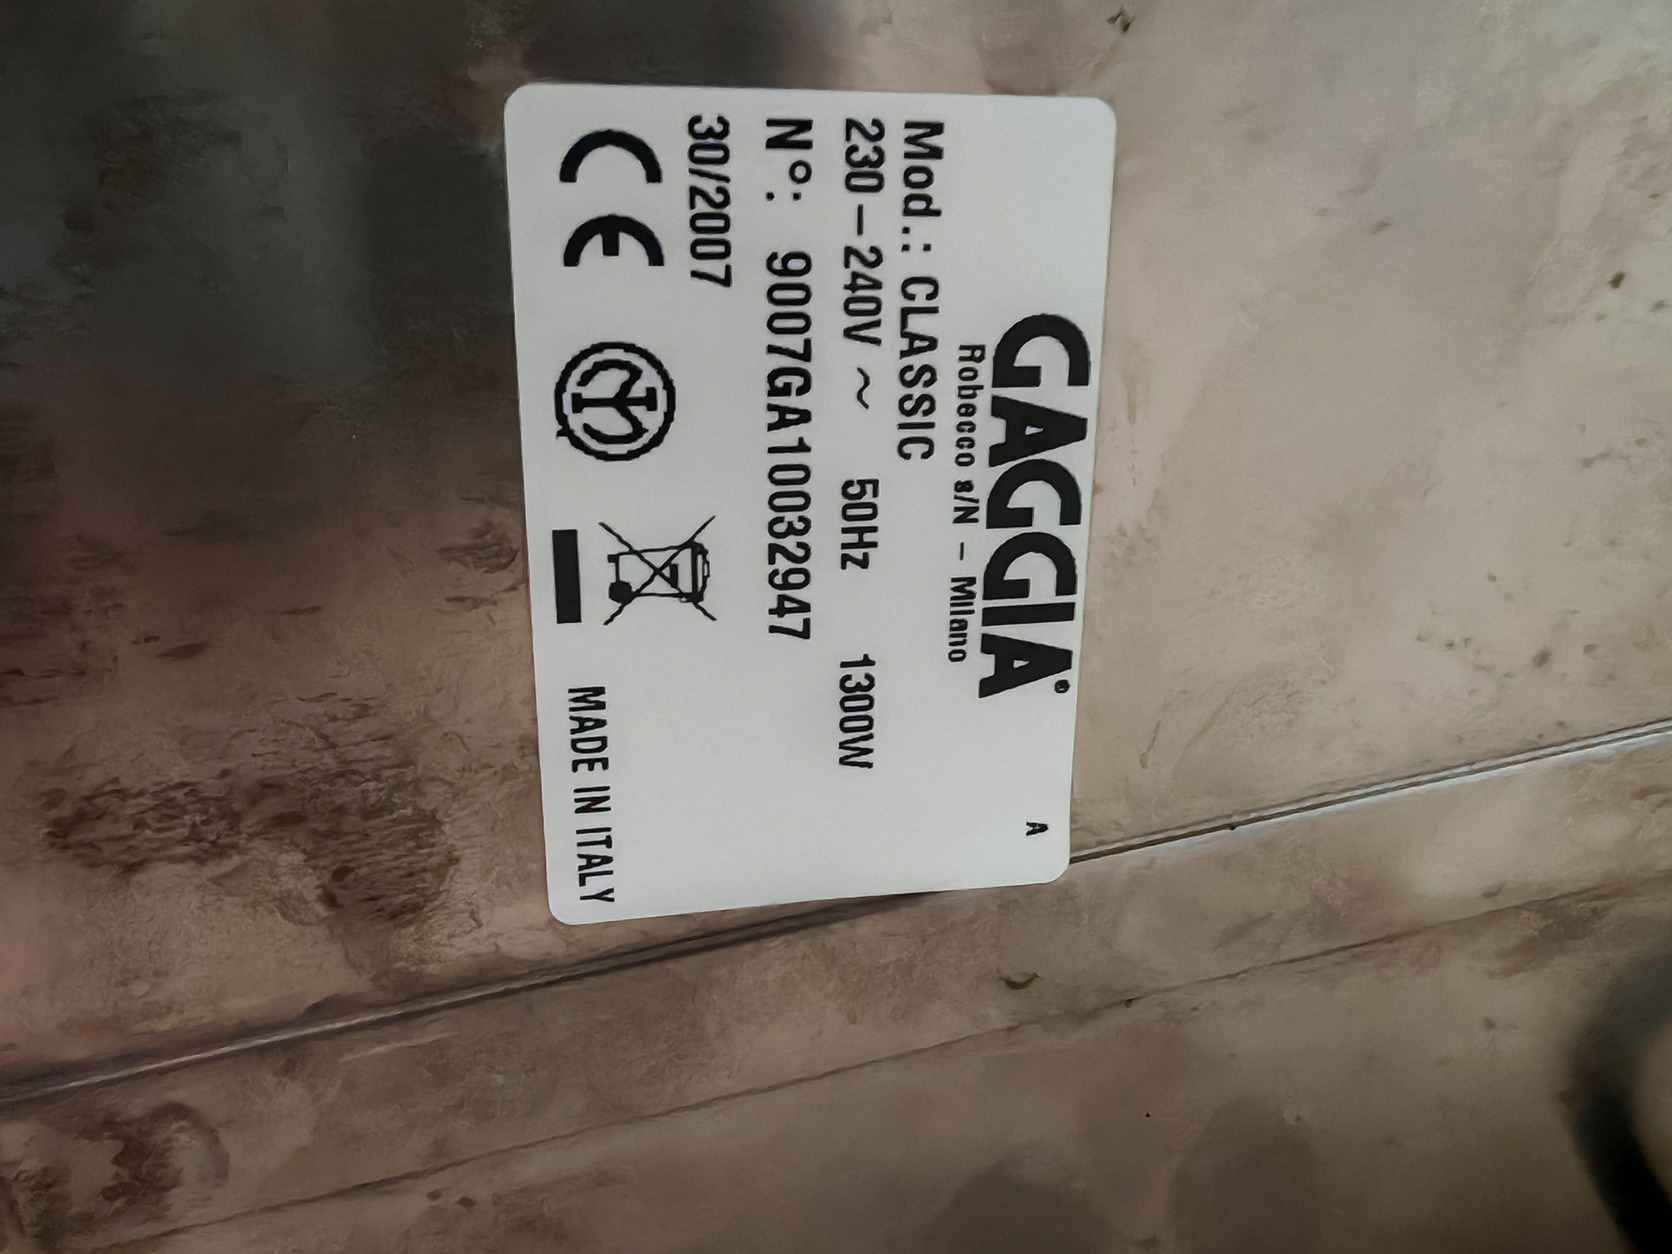 GAGGIA®
Robecco s/N – Milano
A
Mod.: CLASSIC
230–240V ~ 50Hz 1300W
N°: 9007GA10032947
30/2007
CE MADE IN ITALY